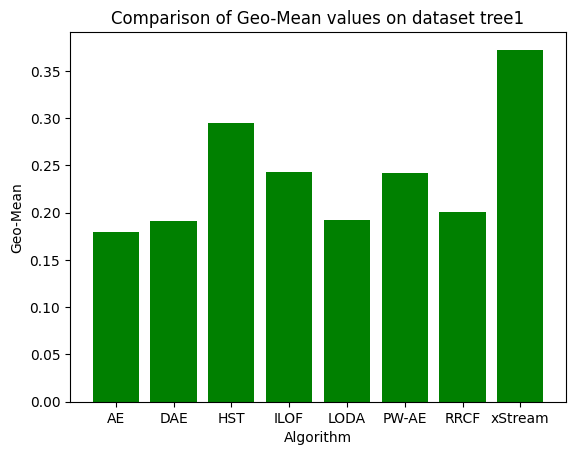 Comparison of Geo-Mean values on dataset tree1
Geo-Mean
0.35
0.30
0.25
0.20
0.15
0.10
0.05
0.00
AE DAE HST ILOF LODA PW-AE RRCF xStream
Algorithm